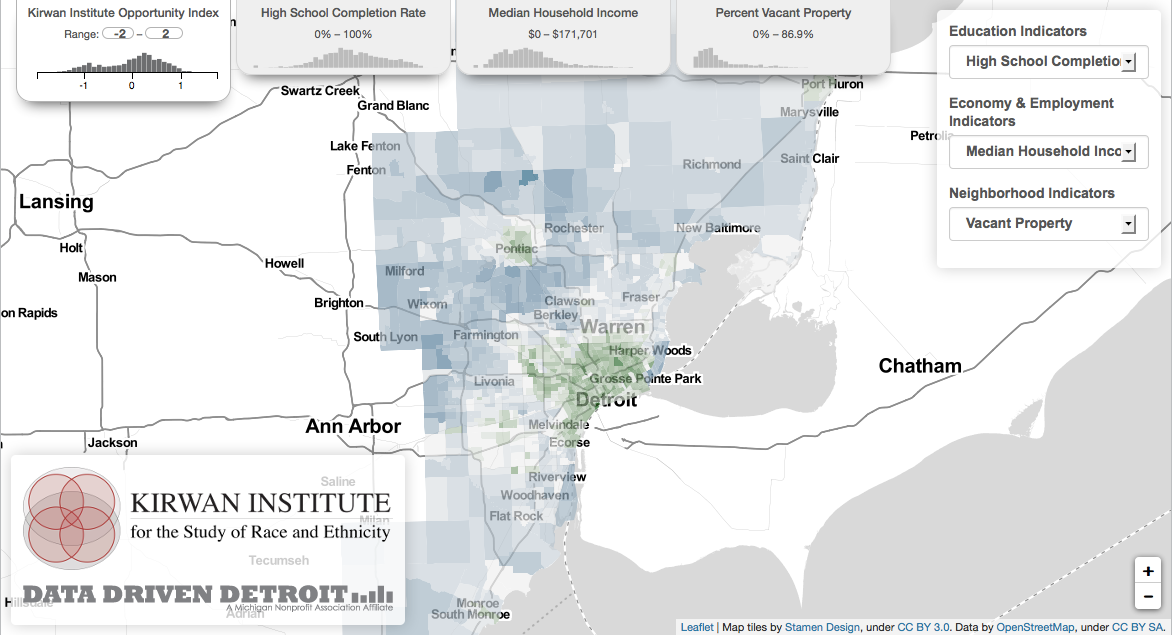 Kirwan Institute Opportunity Index
Range: -2 – 2
-1 0 1
High School Completion Rate
0% – 100%
Median Household Income
$0 – $171,701
Percent Vacant Property
0% – 86.9%
Education Indicators
High School Completio
Economy & Employment
Indicators
Median Household Inco
Neighborhood Indicators
Vacant Property
Swartz Creek
Grand Blanc
Port Huron
Marysville
Petrolia
Lake Fenton
Fenton
Richmond
Saint Clair
Lansing
Rochester
New Baltimore
Holt
Pontiac
Howell
Mason
Milford
Brighton
Wixom
Clawson
Fraser
on Rapids
Berkley
Warren
South Lyon
Farmington
Harper Woods
Chatham
Livonia
Grosse Pointe Park
Detroit
Ann Arbor
Melvindale
Jackson
Ecorse
Saline
Riverview
Woodhaven
Milan
Flat Rock
KIRWAN INSTITUTE
for the Study of Race and Ethnicity
Tecumseh
DATA DRIVEN DETROIT
A Michigan Nonprofit Association Affiliate
Hillsdale
Adrian
Monroe
South Monroe
+
−
Leaflet | Map tiles by Stamen Design, under CC BY 3.0. Data by OpenStreetMap, under CC BY SA.